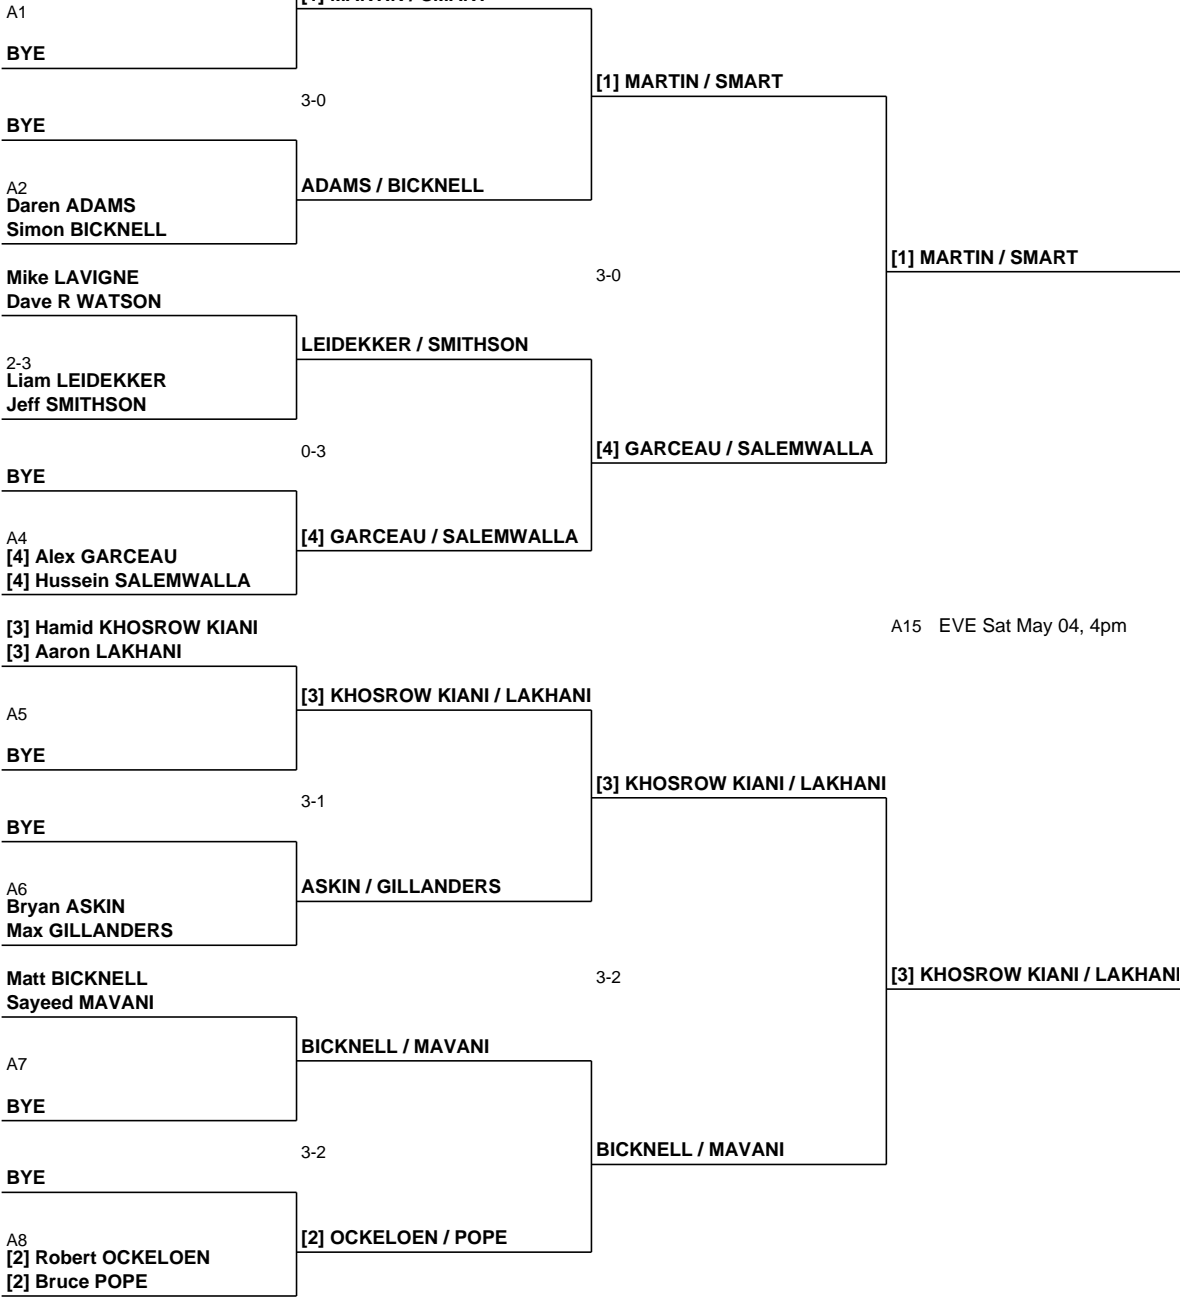 [1] MARTIN / SMART
A1
BYE
[1] MARTIN / SMART
3-0
BYE
A2
ADAMS / BICKNELL
Daren ADAMS
Simon BICKNELL
[1] MARTIN / SMART
Mike LAVIGNE
3-0
Dave R WATSON
LEIDEKKER / SMITHSON
2-3
Liam LEIDEKKER
Jeff SMITHSON
0-3
[4] GARCEAU / SALEMWALLA
BYE
A4
[4] GARCEAU / SALEMWALLA
[4] Alex GARCEAU
[4] Hussein SALEMWALLA
[3] Hamid KHOSROW KIANI
A15 EVE Sat May 04, 4pm
[3] Aaron LAKHANI
[3] KHOSROW KIANI / LAKHANI
A5
BYE
[3] KHOSROW KIANI / LAKHANI
3-1
BYE
A6
ASKIN / GILLANDERS
Bryan ASKIN
Max GILLANDERS
Matt BICKNELL
3-2
[3] KHOSROW KIANI / LAKHANI
Sayeed MAVANI
BICKNELL / MAVANI
A7
BYE
3-2
BICKNELL / MAVANI
BYE
A8
[2] OCKELOEN / POPE
[2] Robert OCKELOEN
[2] Bruce POPE